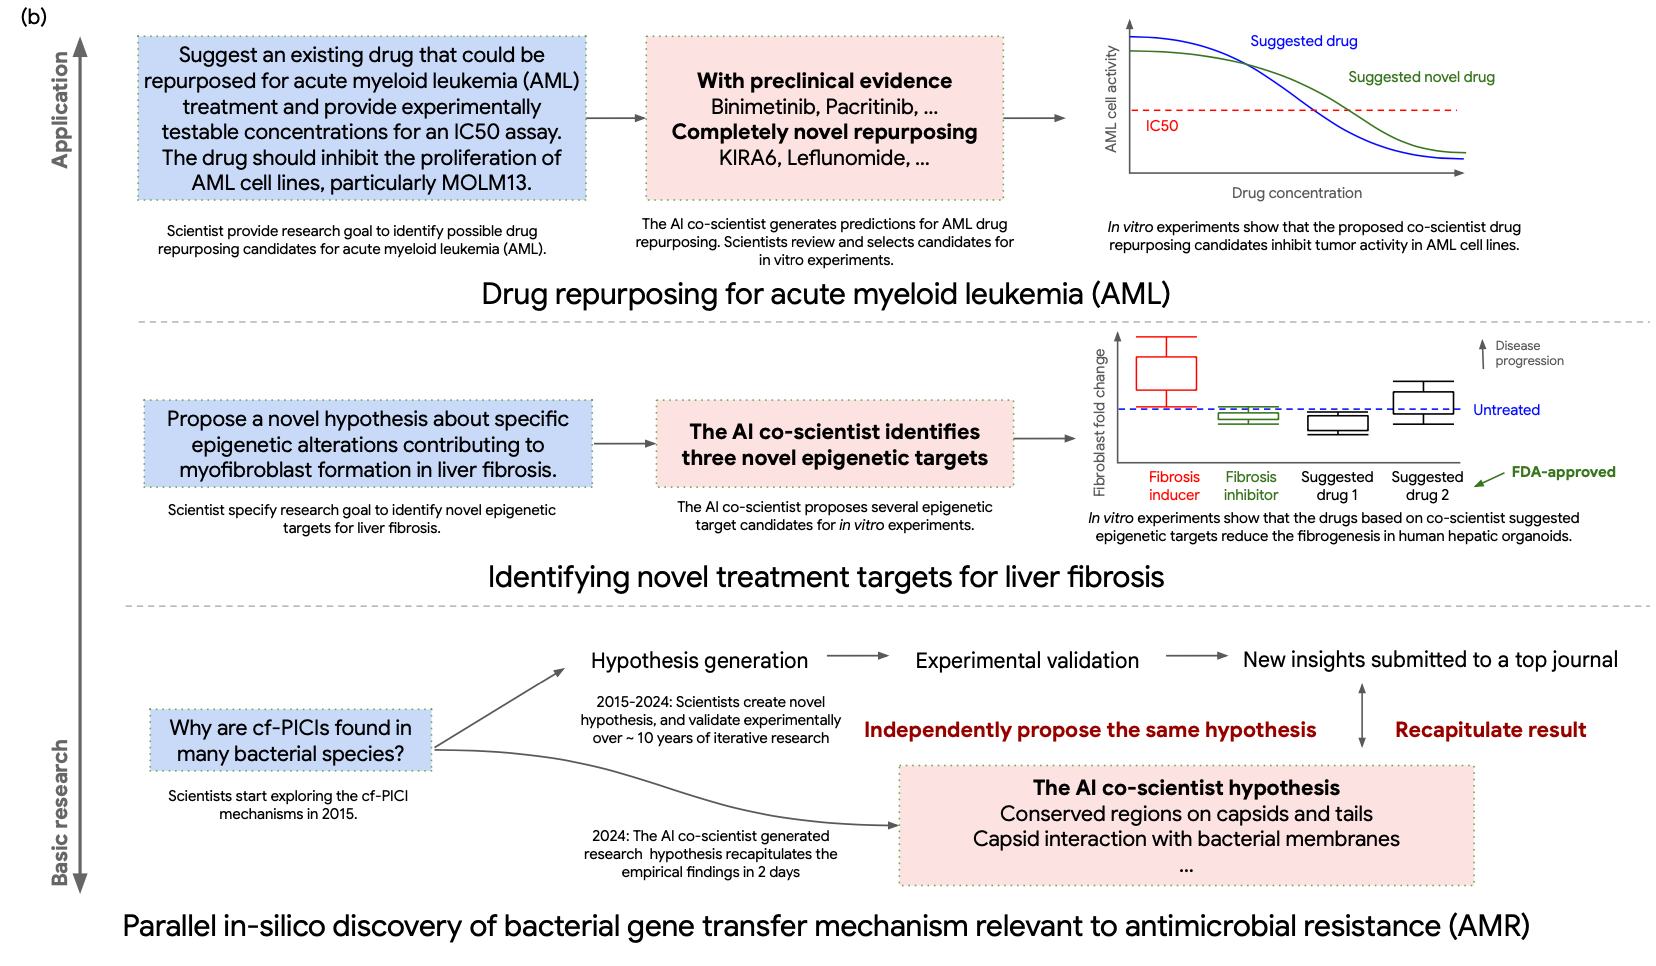 (b)
Application
Suggest an existing drug that could be
repurposed for acute myeloid leukemia (AML)
treatment and provide experimentally
testable concentrations for an IC50 assay.
The drug should inhibit the proliferation of
AML cell lines, particularly MOLM13.
Scientist provide research goal to identify possible drug
repurposing candidates for acute myeloid leukemia (AML).
With preclinical evidence
Binimetinib, Pacritinib, ...
Completely novel repurposing
KIRA6, Leflunomide, ...
The AI co-scientist generates predictions for AML drug
repurposing. Scientists review and selects candidates for
in vitro experiments.
AML cell activity
Suggested drug
Suggested novel drug
IC50
Drug concentration
In vitro experiments show that the proposed co-scientist drug
repurposing candidates inhibit tumor activity in AML cell lines.
Drug repurposing for acute myeloid leukemia (AML)
Propose a novel hypothesis about specific
epigenetic alterations contributing to
myofibroblast formation in liver fibrosis.
Scientist specify research goal to identify novel epigenetic
targets for liver fibrosis.
The AI co-scientist identifies
three novel epigenetic targets
The AI co-scientist proposes several epigenetic
target candidates for in vitro experiments.
Fibroblast fold change
Disease
progression
Untreated
Fibrosis
inducer
Fibrosis
inhibitor
Suggested
drug 1
Suggested
drug 2
FDA-approved
In vitro experiments show that the drugs based on co-scientist suggested
epigenetic targets reduce the fibrogenesis in human hepatic organoids.
Identifying novel treatment targets for liver fibrosis
Basic research
Why are cf-PICIs found in
many bacterial species?
Scientists start exploring the cf-PICI
mechanisms in 2015.
Hypothesis generation
Experimental validation
New insights submitted to a top journal
2015-2024: Scientists create novel
hypothesis, and validate experimentally
over ~ 10 years of iterative research
Independently propose the same hypothesis
Recapitulate result
2024: The AI co-scientist generated
research hypothesis recapitulates the
empirical findings in 2 days
The AI co-scientist hypothesis
Conserved regions on capsids and tails
Capsid interaction with bacterial membranes
...
Parallel in-silico discovery of bacterial gene transfer mechanism relevant to antimicrobial resistance (AMR)